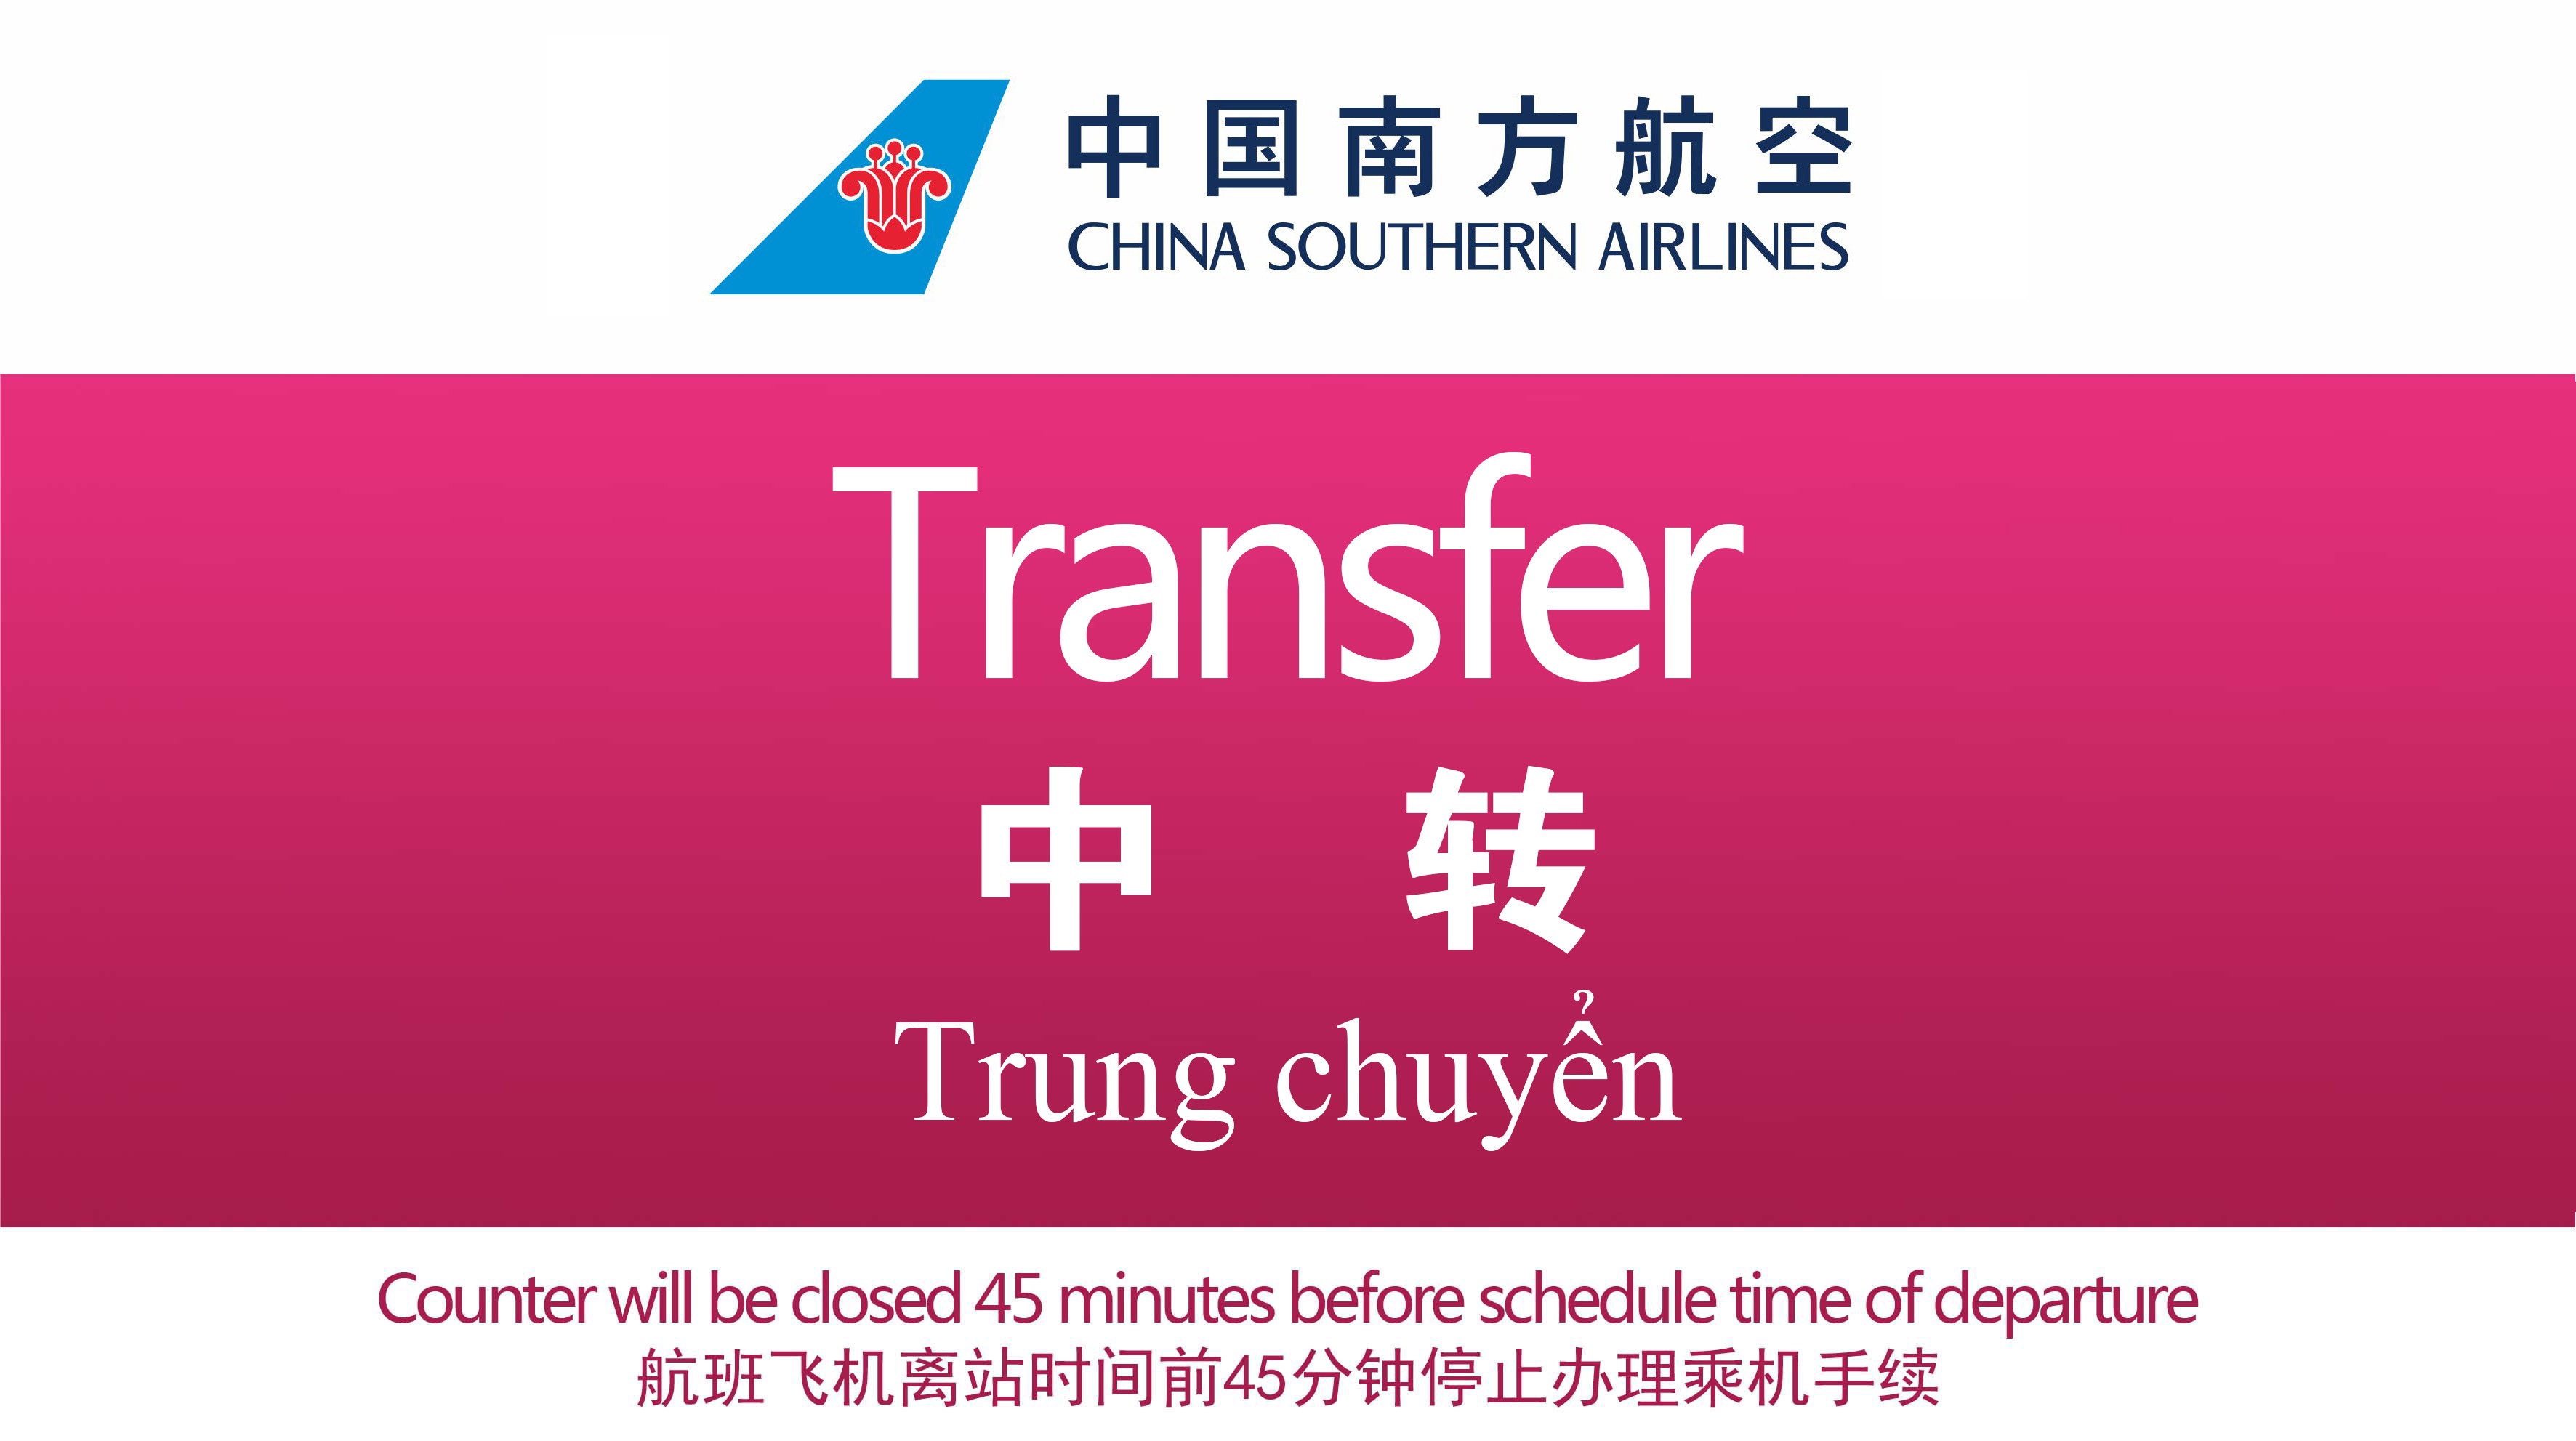 中国南方航空
CHINA SOUTHERN AIRLINES
Transfer
中 转
Trung chuyển
Counter will be closed 45 minutes before schedule time of departure
航班飞机离站时间前45分钟停止办理乘机手续